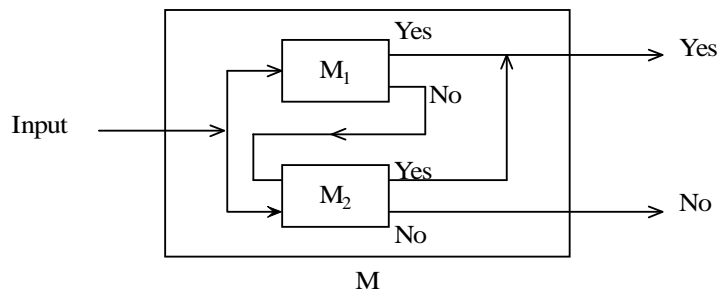 Yes
Yes
M₁
No
Input
Yes
M₂
No
No
M